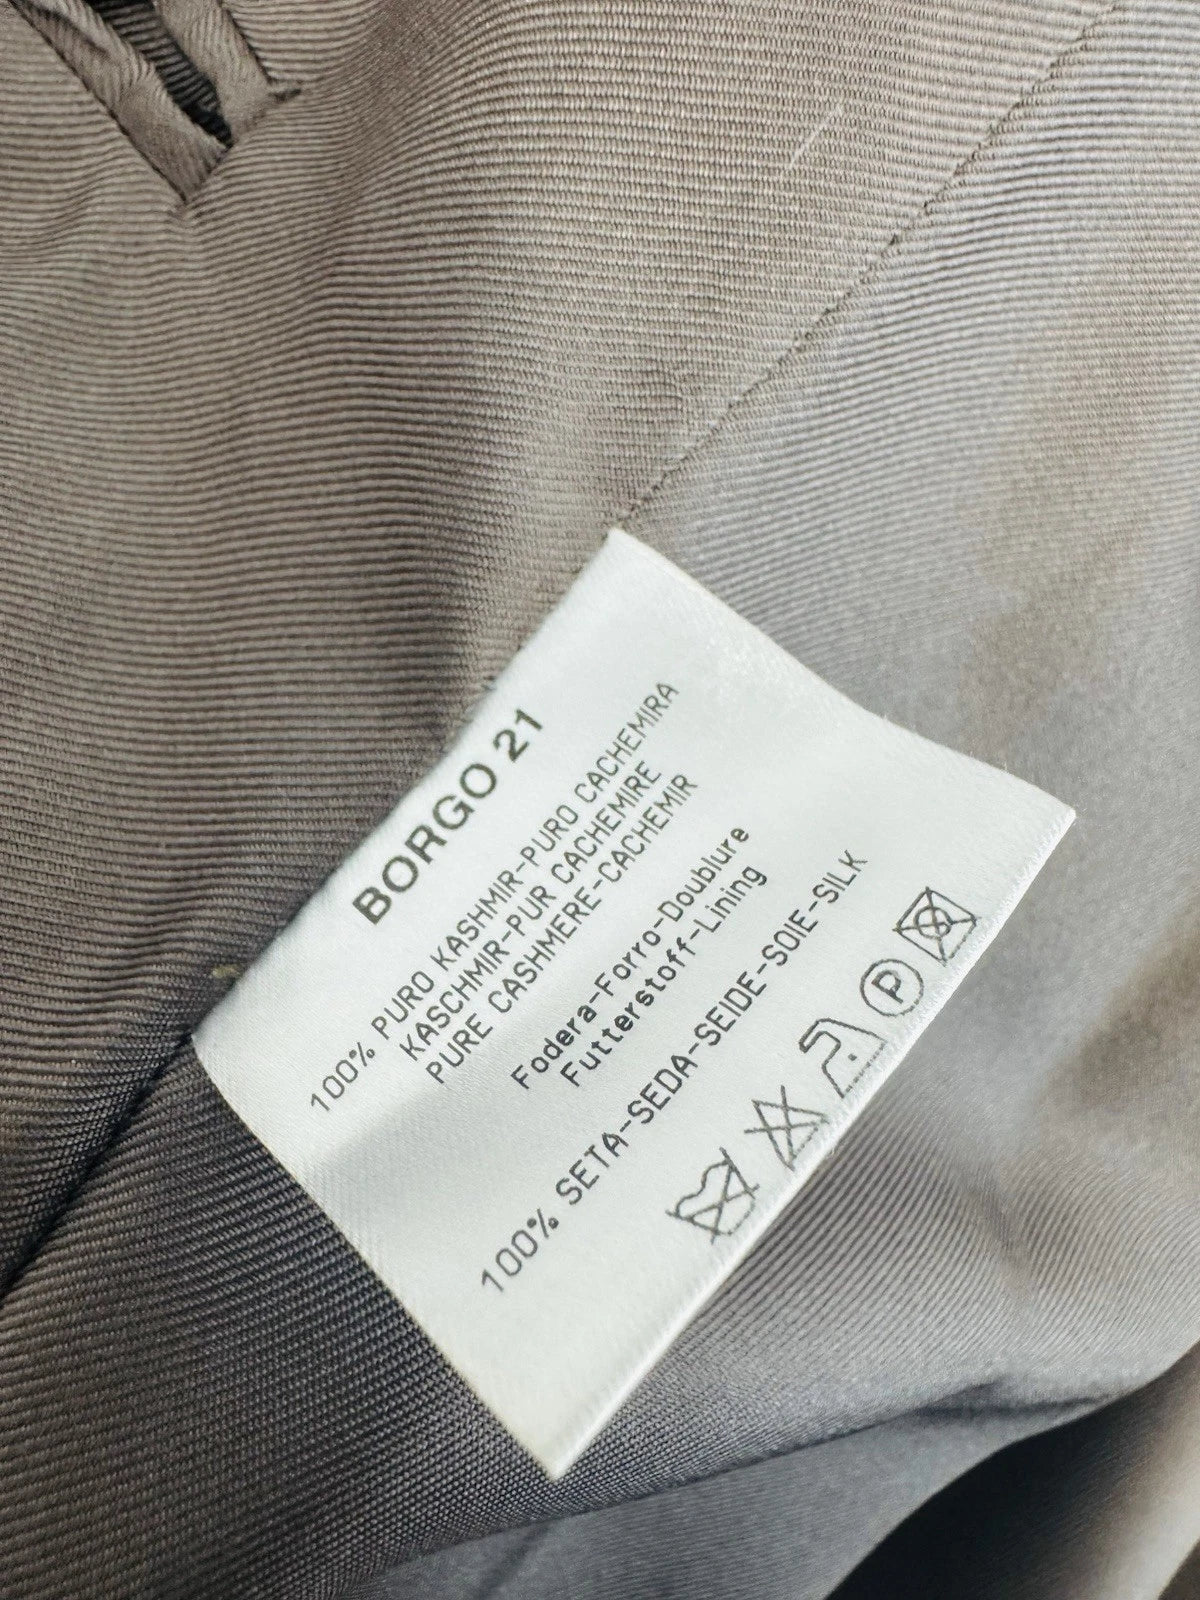 BORGO 21
100% PURO KASHMIR-PURO CACHEMIRA
KASCHMIR-PUR CACHEMIRE
PURE CASHMERE-CACHEMIR
Fodera-Forro-Doublure
Futterstoff-Lining
100% SETA-SEDA-SEIDE-SOIE-SILK
P